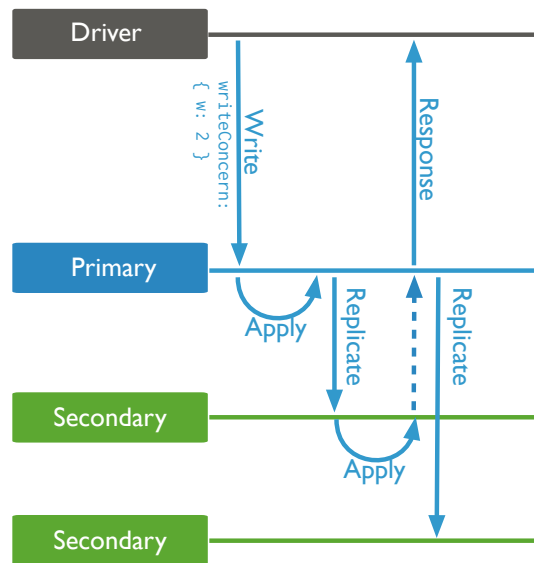 Driver
Write
writeConcern:
{ w: 2 }
Response
Primary
Apply
Replicate
Replicate
Secondary
Apply
Secondary